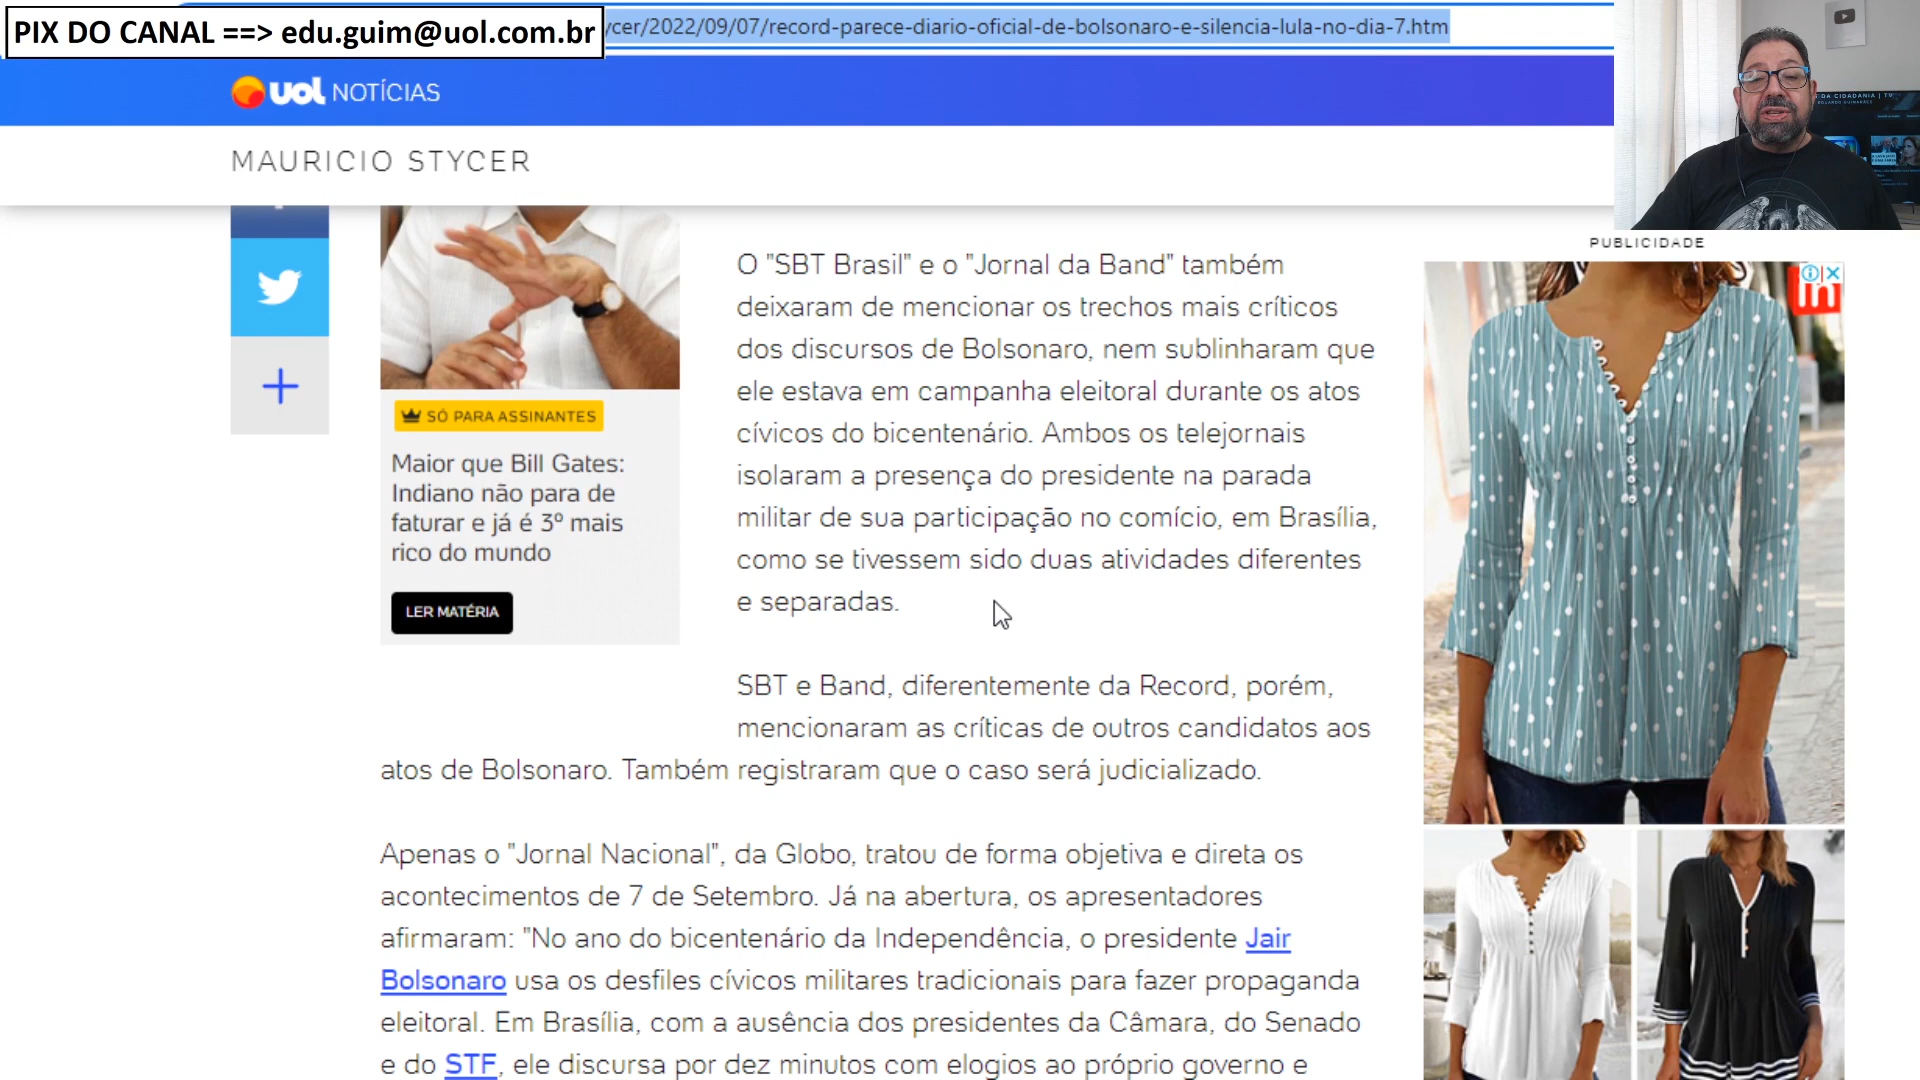 PIX DO CANAL ==> edu.guim@uol.com.br
ycer/2022/09/07/record-parece-diario-oficial-de-bolsonaro-e-silencia-lula-no-dia-7.htm
uol NOTÍCIAS
MAURICIO STYCER
DA CIDADANIA | TV
PUBLICIDADE
O "SBT Brasil" e o "Jornal da Band" também
deixaram de mencionar os trechos mais críticos
dos discursos de Bolsonaro, nem sublinharam que
ele estava em campanha eleitoral durante os atos
cívicos do bicentenário. Ambos os telejornais
isolaram a presença do presidente na parada
militar de sua participação no comício, em Brasília,
como se tivessem sido duas atividades diferentes
e separadas.
SÓ PARA ASSINANTES
Maior que Bill Gates:
Indiano não para de
faturar e já é 3º mais
rico do mundo
LER MATÉRIA
SBT e Band, diferentemente da Record, porém,
mencionaram as críticas de outros candidatos aos
atos de Bolsonaro. Também registraram que o caso será judicializado.
Apenas o "Jornal Nacional", da Globo, tratou de forma objetiva e direta os
acontecimentos de 7 de Setembro. Já na abertura, os apresentadores
afirmaram: "No ano do bicentenário da Independência, o presidente Jair
Bolsonaro usa os desfiles cívicos militares tradicionais para fazer propaganda
eleitoral. Em Brasília, com a ausência dos presidentes da Câmara, do Senado
e do STF, ele discursa por dez minutos com elogios ao próprio governo e